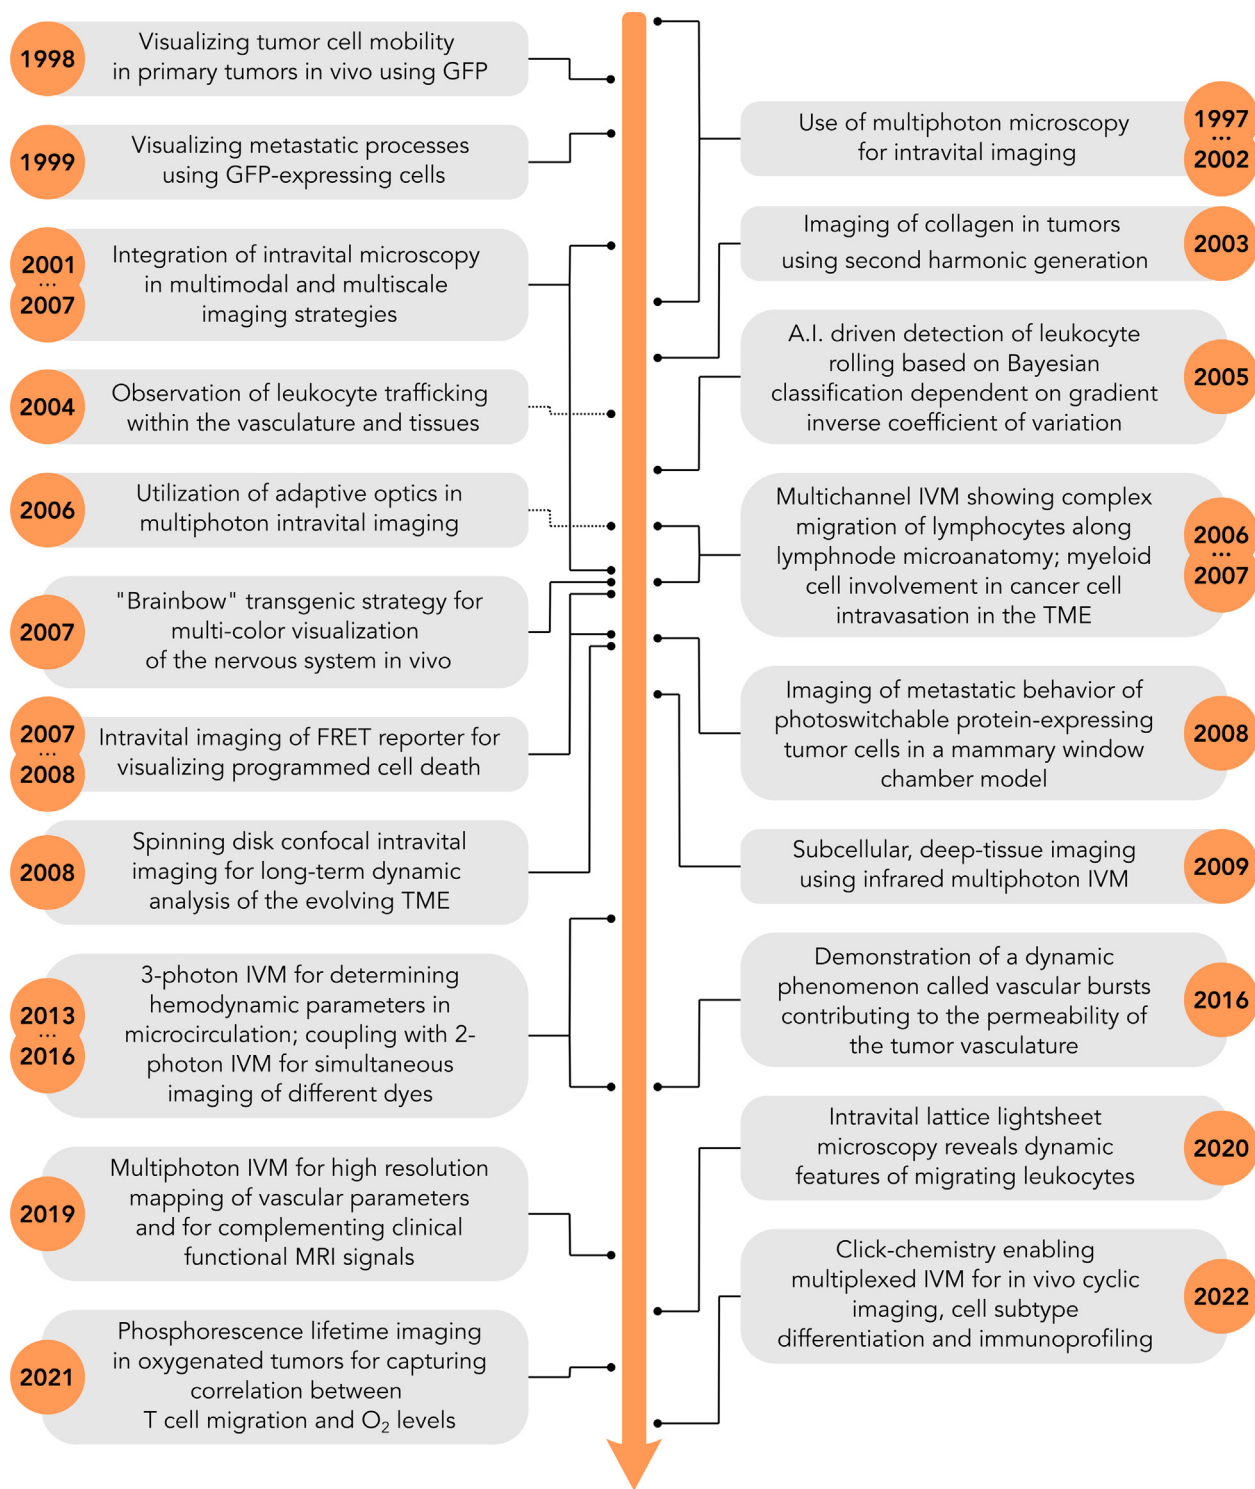 1998
Visualizing tumor cell mobility
in primary tumors in vivo using GFP
1999
Visualizing metastatic processes
using GFP-expressing cells
2001
...
2007
Integration of intravital microscopy
in multimodal and multiscale
imaging strategies
2004
Observation of leukocyte trafficking
within the vasculature and tissues
2006
Utilization of adaptive optics in
multiphoton intravital imaging
2007
"Brainbow" transgenic strategy for
multi-color visualization
of the nervous system in vivo
2007
...
2008
Intravital imaging of FRET reporter for
visualizing programmed cell death
2008
Spinning disk confocal intravital
imaging for long-term dynamic
analysis of the evolving TME
2013
...
2016
3-photon IVM for determining
hemodynamic parameters in
microcirculation; coupling with 2-
photon IVM for simultaneous
imaging of different dyes
2019
Multiphoton IVM for high resolution
mapping of vascular parameters
and for complementing clinical
functional MRI signals
2021
Phosphorescence lifetime imaging
in oxygenated tumors for capturing
correlation between
T cell migration and O₂ levels
Use of multiphoton microscopy
for intravital imaging
1997
...
2002
Imaging of collagen in tumors
using second harmonic generation
2003
A.I. driven detection of leukocyte
rolling based on Bayesian
classification dependent on gradient
inverse coefficient of variation
2005
Multichannel IVM showing complex
migration of lymphocytes along
lymphnode microanatomy; myeloid
cell involvement in cancer cell
intravasation in the TME
2006
...
2007
Imaging of metastatic behavior of
photoswitchable protein-expressing
tumor cells in a mammary window
chamber model
2008
Subcellular, deep-tissue imaging
using infrared multiphoton IVM
2009
Demonstration of a dynamic
phenomenon called vascular bursts
contributing to the permeability of
the tumor vasculature
2016
Intravital lattice lightsheet
microscopy reveals dynamic
features of migrating leukocytes
2020
Click-chemistry enabling
multiplexed IVM for in vivo cyclic
imaging, cell subtype
differentiation and immunoprofiling
2022